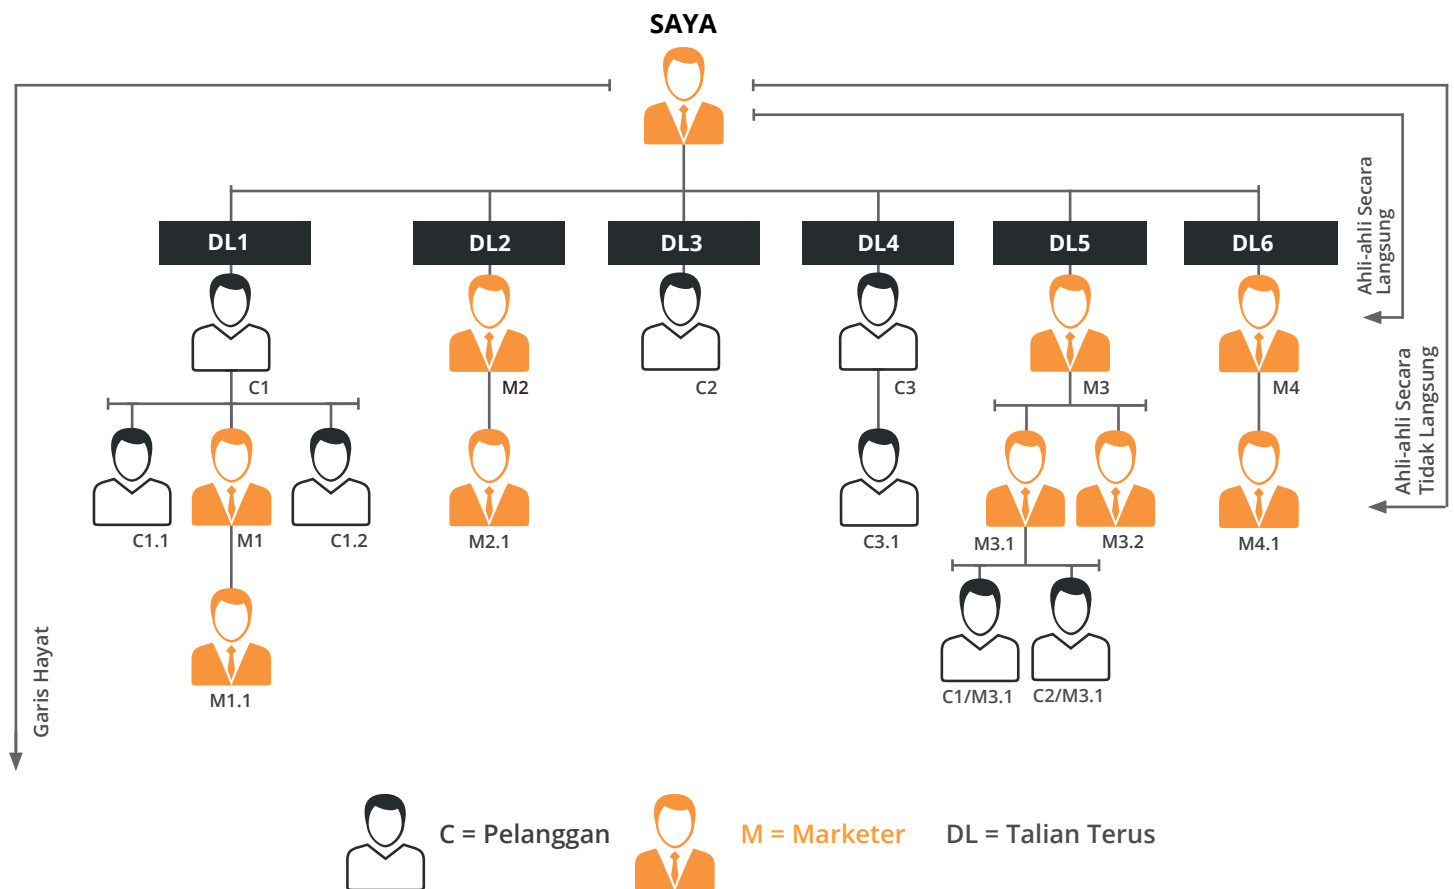 SAYA
DL1
DL2
DL3
DL4
DL5
DL6
Ahli-ahli Secara
Langsung
C1
M2
C2
C3
M3
M4
Ahli-ahli Secara
Tidak Langsung
C1.1
M1
C1.2
M2.1
C3.1
M3.1
M3.2
M4.1
Garis Hayat
M1.1
C1/M3.1
C2/M3.1
C = Pelanggan
M = Marketer
DL = Talian Terus